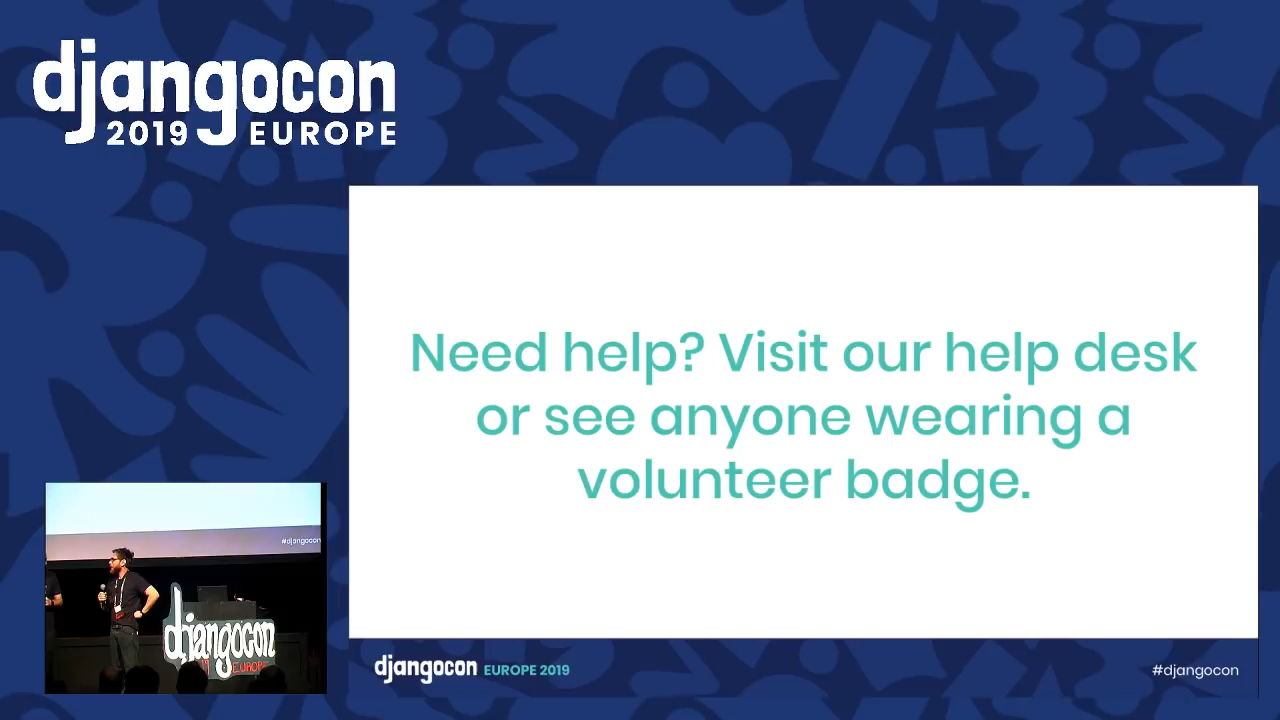 djangocon
2019 EUROPE
Need help? Visit our help desk
or see anyone wearing a
volunteer badge.
#djangocon
djangocon
EUROPE
djangocon EUROPE 2019
#djangocon